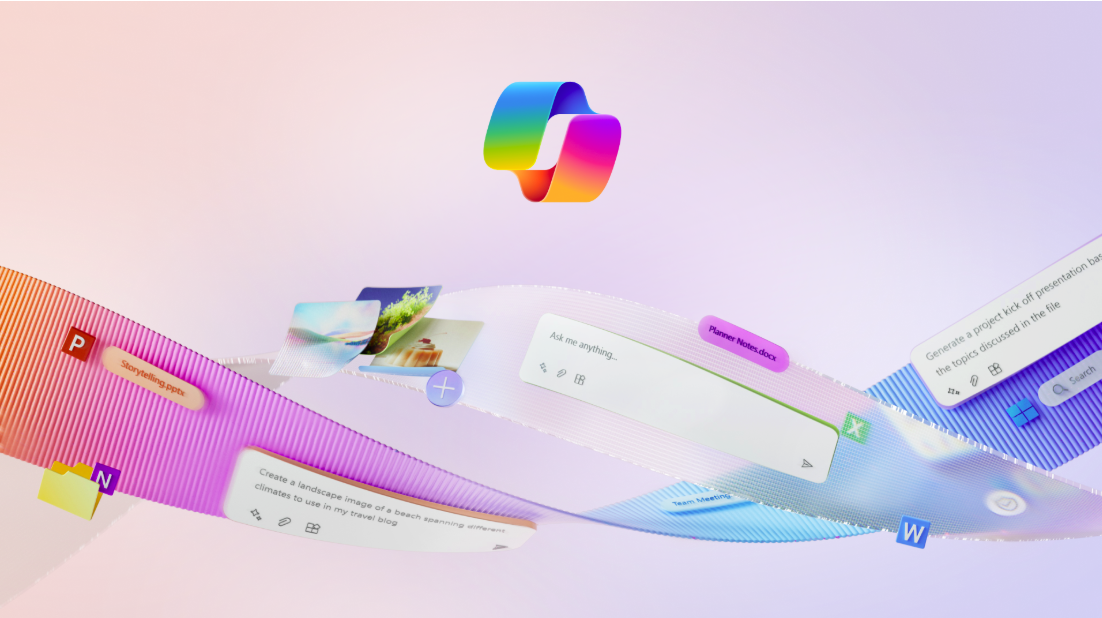 Generate a project kick off presentation
the topics discussed in the file
Search
Ask me anything...
Planner Notes.docx
P
Storytelling.pptx
X
N
Create a landscape image of a beach spanning different
climates to use in my travel blog
Team Meeting
W